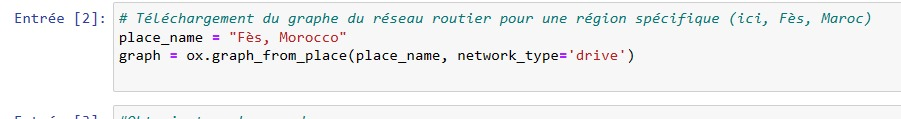 Entrée [2]: # Téléchargement du graphe du réseau routier pour une région spécifique (ici, Fès, Maroc)
place_name = "Fès, Morocco"
graph = ox.graph_from_place(place_name, network_type='drive')